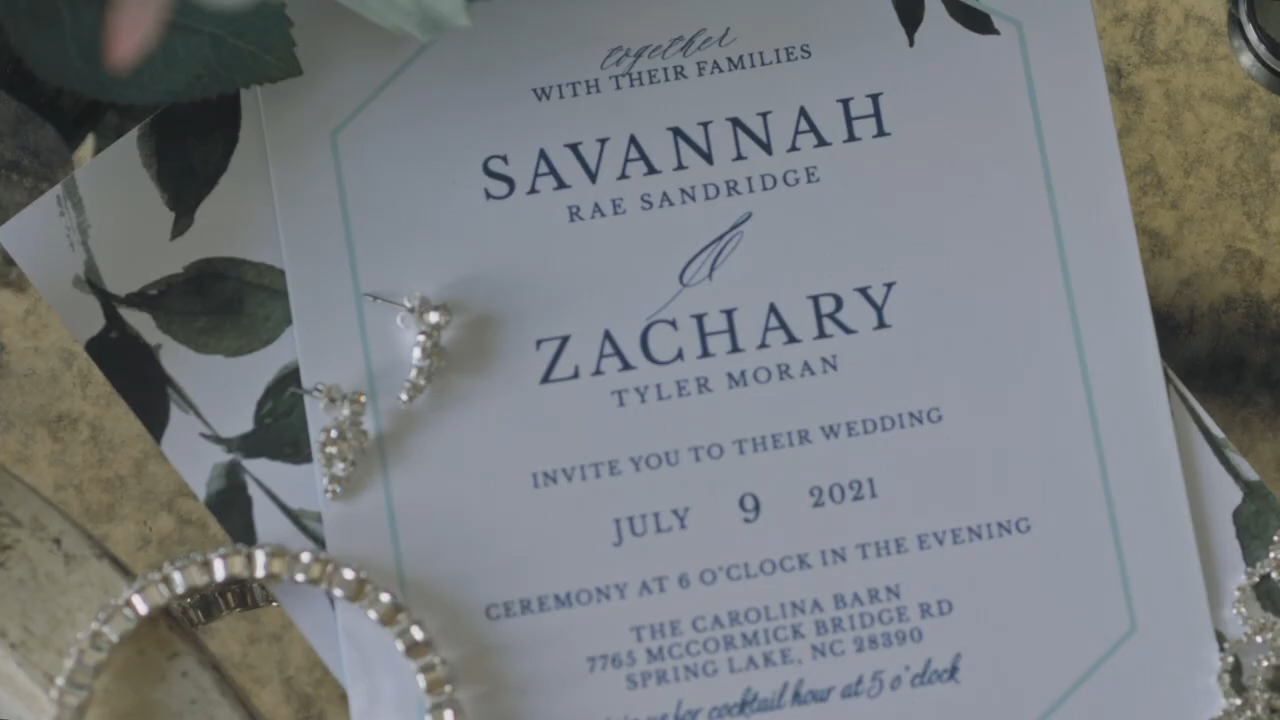 together
WITH THEIR FAMILIES
SAVANNAH
RAE SANDRIDGE
&
ZACHARY
TYLER MORAN
INVITE YOU TO THEIR WEDDING
JULY 9 2021
CEREMONY AT 6 O'CLOCK IN THE EVENING
THE CAROLINA BARN
7765 MCCORMICK BRIDGE RD
SPRING LAKE, NC 28390
for cocktail hour at 5 o'clock